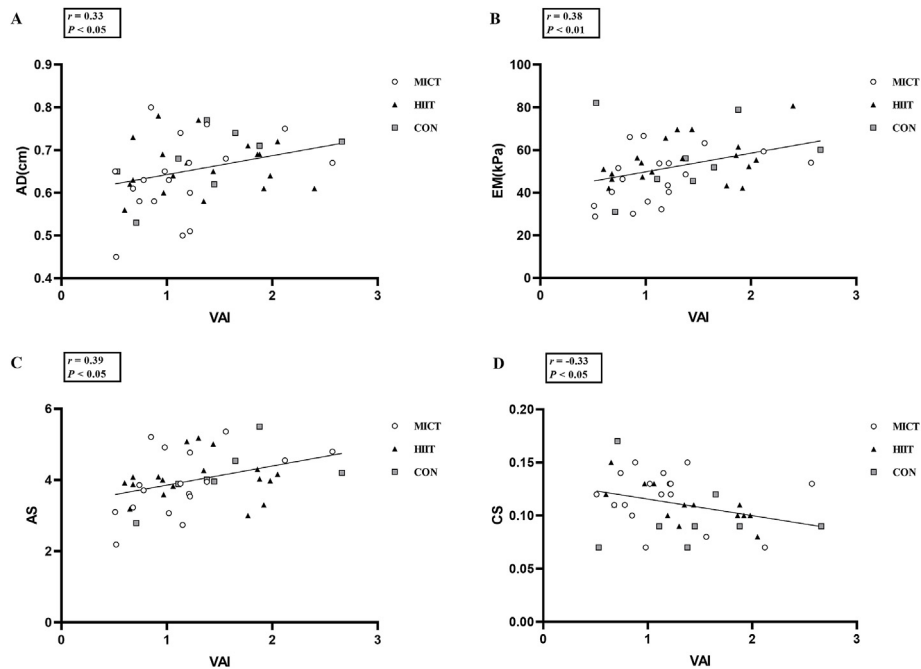 A
r = 0.33
P < 0.05
AD(cm)
0.9
0.8
0.7
0.6
0.5
0.4
0
1
2
3
VAI
MICT
HIIT
CON
B
r = 0.38
P < 0.01
EM(kPa)
100
80
60
40
20
0
0
1
2
3
VAI
MICT
HIIT
CON
C
r = 0.39
P < 0.05
AS
6
4
2
0
0
1
2
3
VAI
MICT
HIIT
CON
D
r = -0.33
P < 0.05
CS
0.20
0.15
0.10
0.05
0.00
0
1
2
3
VAI
MICT
HIIT
CON